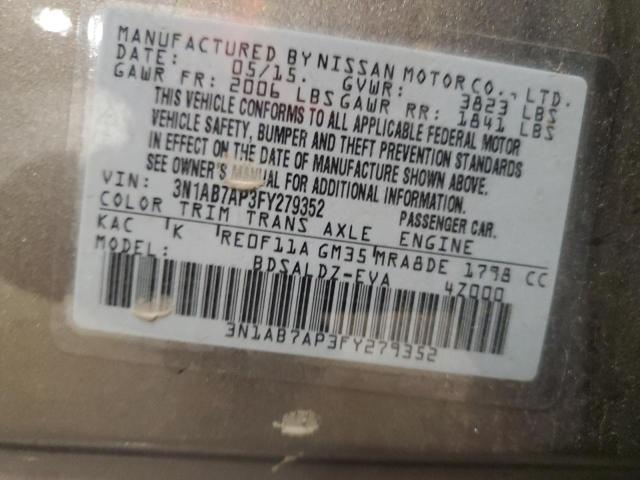 MANUFACTURED BY NISSAN MOTOR CO., LTD.
DATE: 05/15. GVWR: 3823 LBS
GAWR FR: 2006 LBS GAWR RR: 1841 LBS
THIS VEHICLE CONFORMS TO ALL APPLICABLE FEDERAL MOTOR
VEHICLE SAFETY, BUMPER AND THEFT PREVENTION STANDARDS
IN EFFECT ON THE DATE OF MANUFACTURE SHOWN ABOVE.
SEE OWNER'S MANUAL FOR ADDITIONAL INFORMATION.
VIN: 3N1AB7AP3FY279352 PASSENGER CAR.
COLOR TRIM TRANS AXLE ENGINE
KAC K RE0F11A GM35 MRA8DE 1798 CC
MODEL: BDSALDZ-EVA 4Z000
3N1AB7AP3FY279352